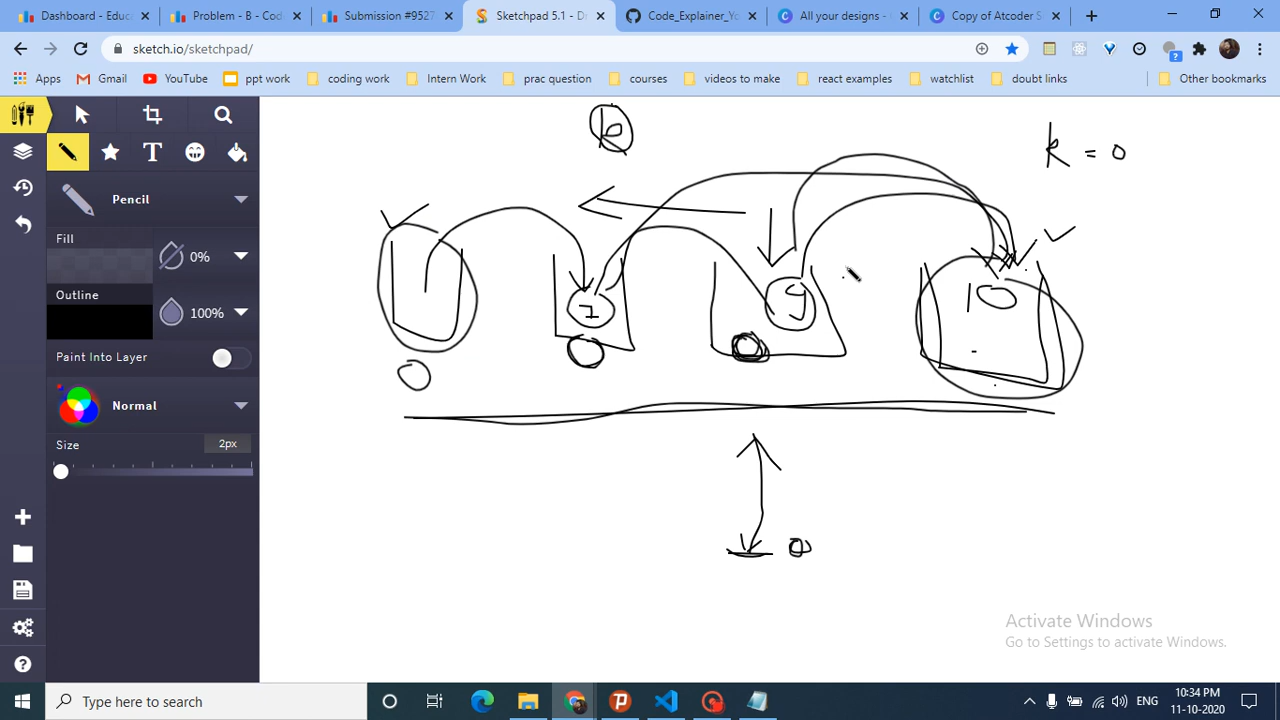 Dashboard - Educ
Problem - B - Cod
Submission #9527
Sketchpad 5.1 - Dr
Code_Explainer_Yo
All your designs - C
Copy of Atcoder S
sketch.io/sketchpad/
?
Apps
Gmail
YouTube
ppt work
coding work
Intern Work
prac question
courses
videos to make
react examples
watchlist
doubt links
Other bookmarks
Pencil
Fill
0%
Outline
100%
Paint Into Layer
Normal
Size
2px
k
k = 0
1
9
10
0
0
Activate Windows
Go to Settings to activate Windows.
Type here to search
10:34 PM
11-10-2020